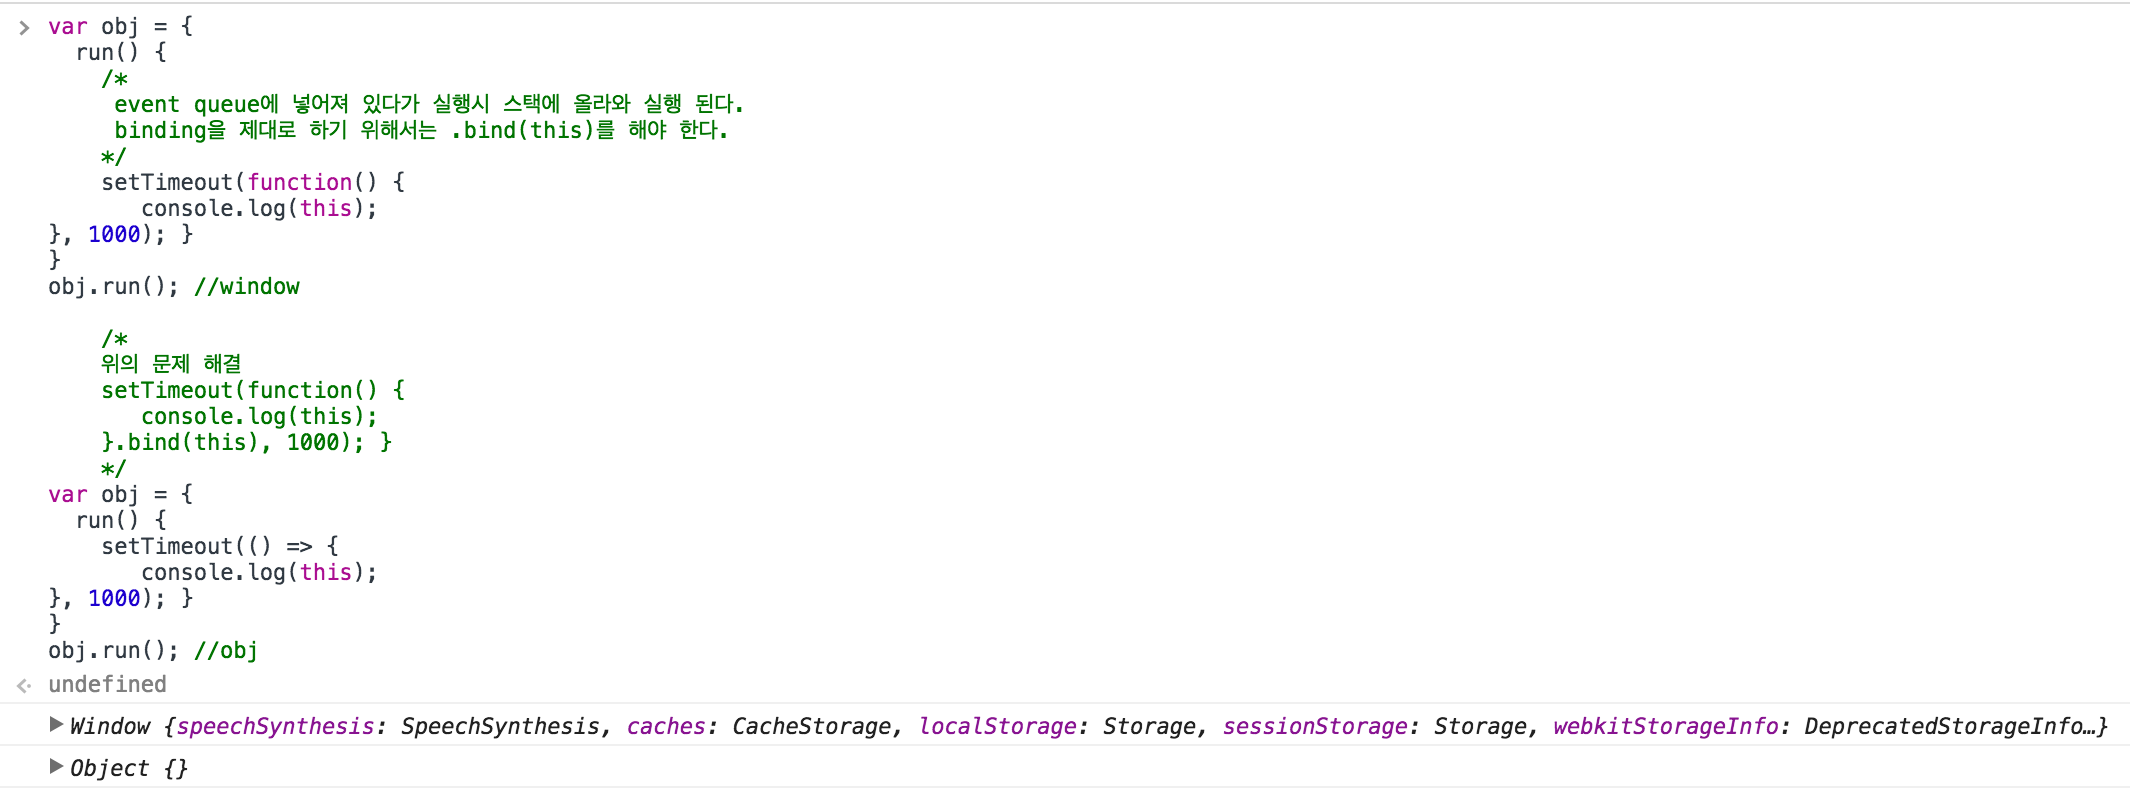 var obj = {
run() {
/*
event queue에 넣어져 있다가 실행시 스택에 올라와 실행 된다.
binding을 제대로 하기 위해서는 .bind(this)를 해야 한다.
*/
setTimeout(function() {
console.log(this);
}, 1000); }
}
obj.run(); //window
/*
위의 문제 해결
setTimeout(function() {
console.log(this);
}.bind(this), 1000); }
*/
var obj = {
run() {
setTimeout(() => {
console.log(this);
}, 1000); }
}
obj.run(); //obj
undefined
Window {speechSynthesis: SpeechSynthesis, caches: CacheStorage, localStorage: Storage, sessionStorage: Storage, webkitStorageInfo: DeprecatedStorageInfo…}
Object {}